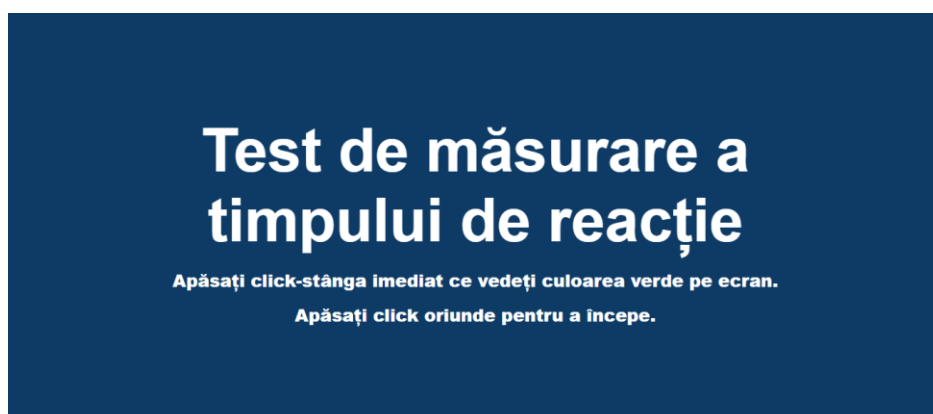 Test de măsurare a
timpului de reacție
Apăsați click-stânga imediat ce vedeți culoarea verde pe ecran.
Apăsați click oriunde pentru a începe.